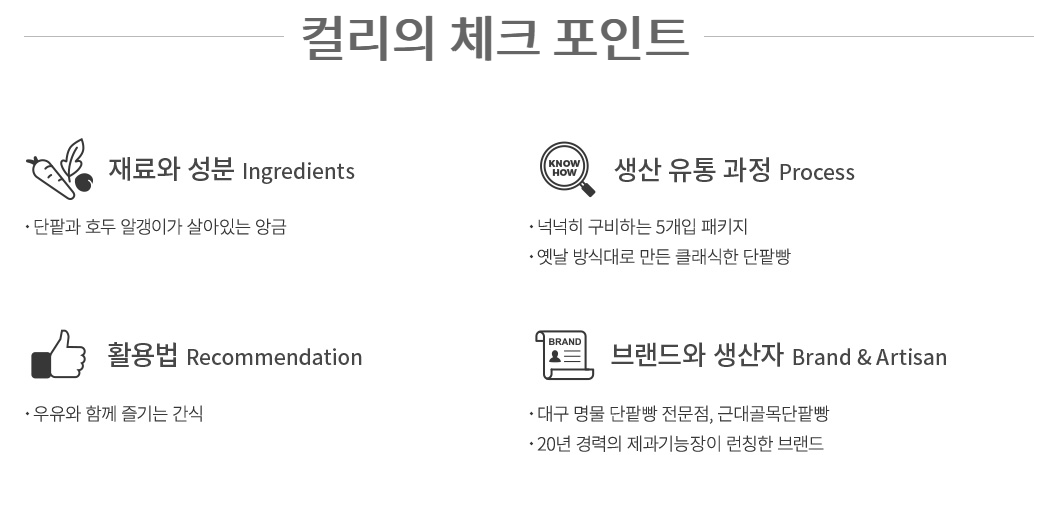 컬리의 체크 포인트
재료와 성분 Ingredients
· 단팥과 호두 알갱이가 살아있는 앙금
KNOW
HOW
생산 유통 과정 Process
· 넉넉히 구비하는 5개입 패키지
· 옛날 방식대로 만든 클래식한 단팥빵
활용법 Recommendation
· 우유와 함께 즐기는 간식
BRAND
브랜드와 생산자 Brand & Artisan
· 대구 명물 단팥빵 전문점, 근대골목단팥빵
· 20년 경력의 제과기능장이 런칭한 브랜드